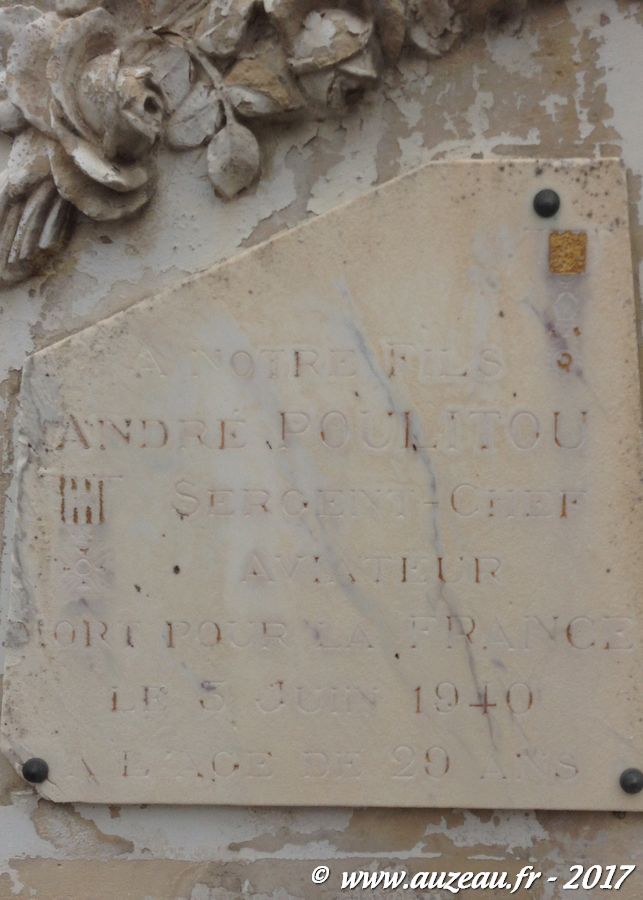 A NOTRE FILS
ANDRÉ POULITOU
SERGENT-CHEF
AVIATEUR
MORT POUR LA FRANCE
LE 5 JUIN 1940
A L'AGE DE 29 ANS
© www.auzeau.fr - 2017